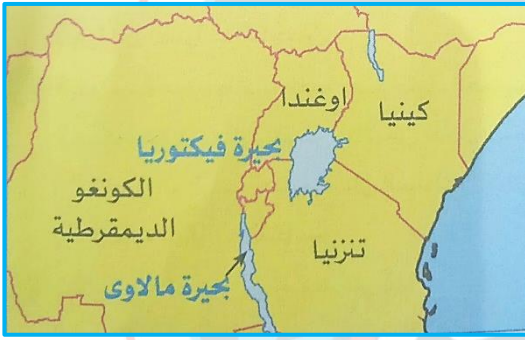 اوغندا
كينيا
بحيرة فيكتوريا
الكونغو
الديمقرطية
تنزنيا
بحيرة مالاوى